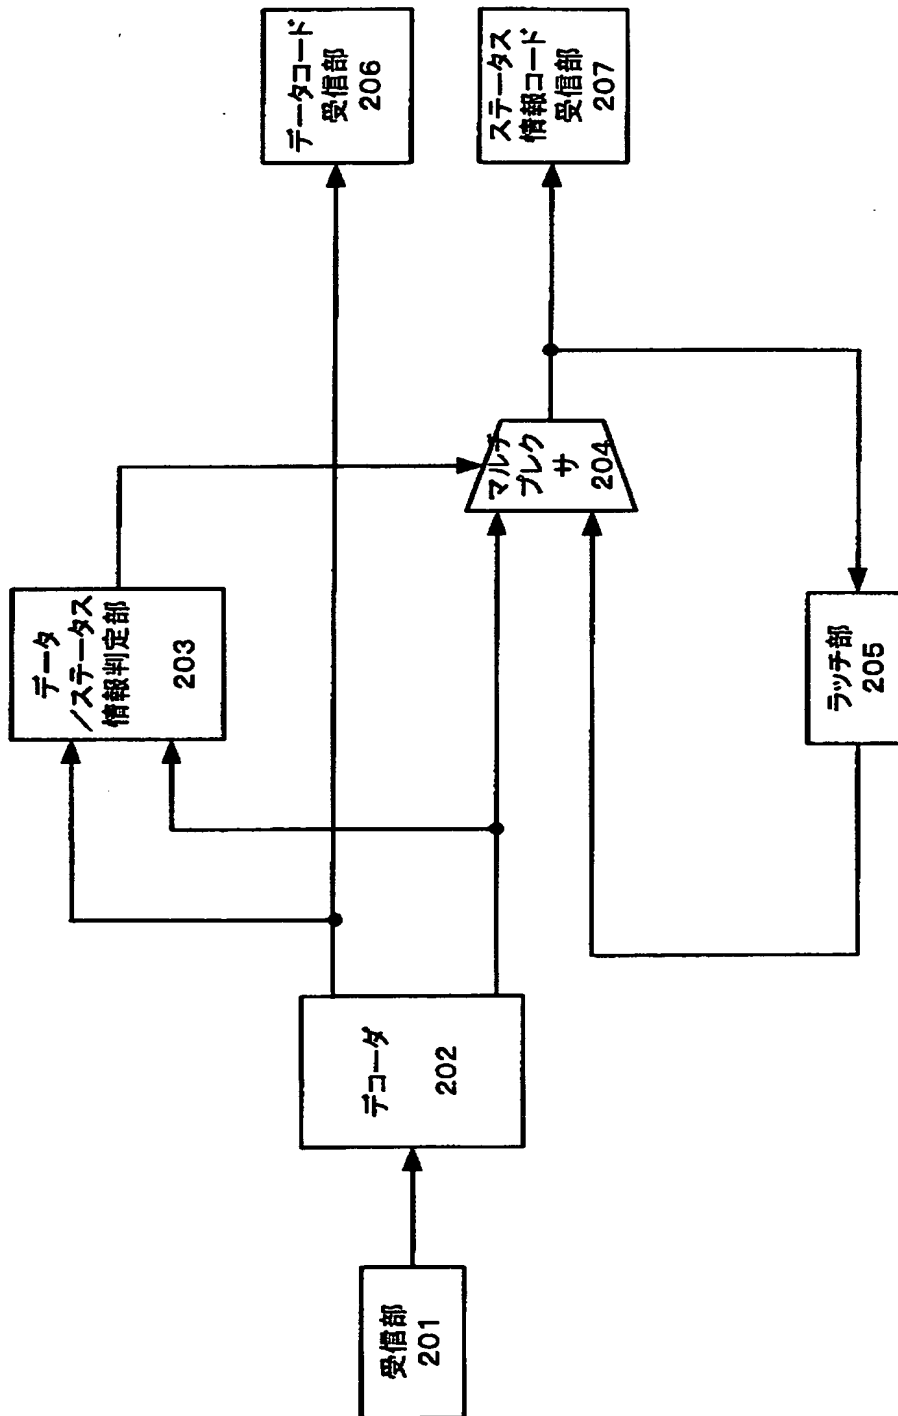 受信部
201
デコーダ
202
データ
/ステータス
情報判定部
203
マルチ
プレク
サ
204
ラッチ部
205
データコード
受信部
206
ステータス
情報コード
受信部
207